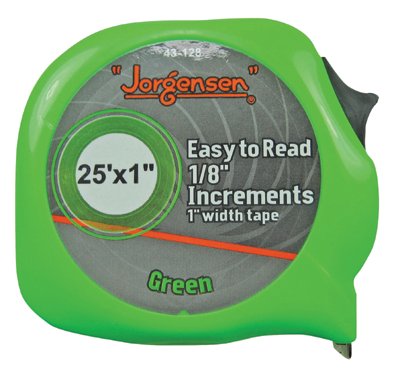 43-128
"Jorgensen"®
25'x1"
Easy to Read
1/8"
Increments
1" width tape
Green